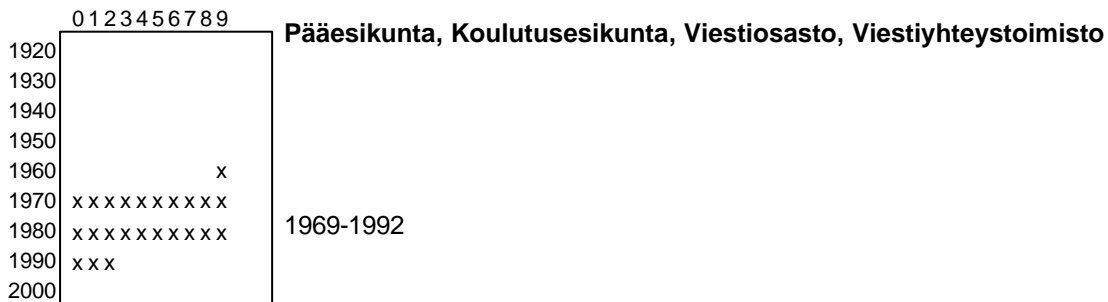 0123456789
Pääesikunta, Koulutusesikunta, Viestiosasto, Viestiyhteystoimisto
1920
1930
1940
1950
1960 x
1970 xxxxxxxxxx
1980 xxxxxxxxxx
1969-1992
1990 xxx
2000